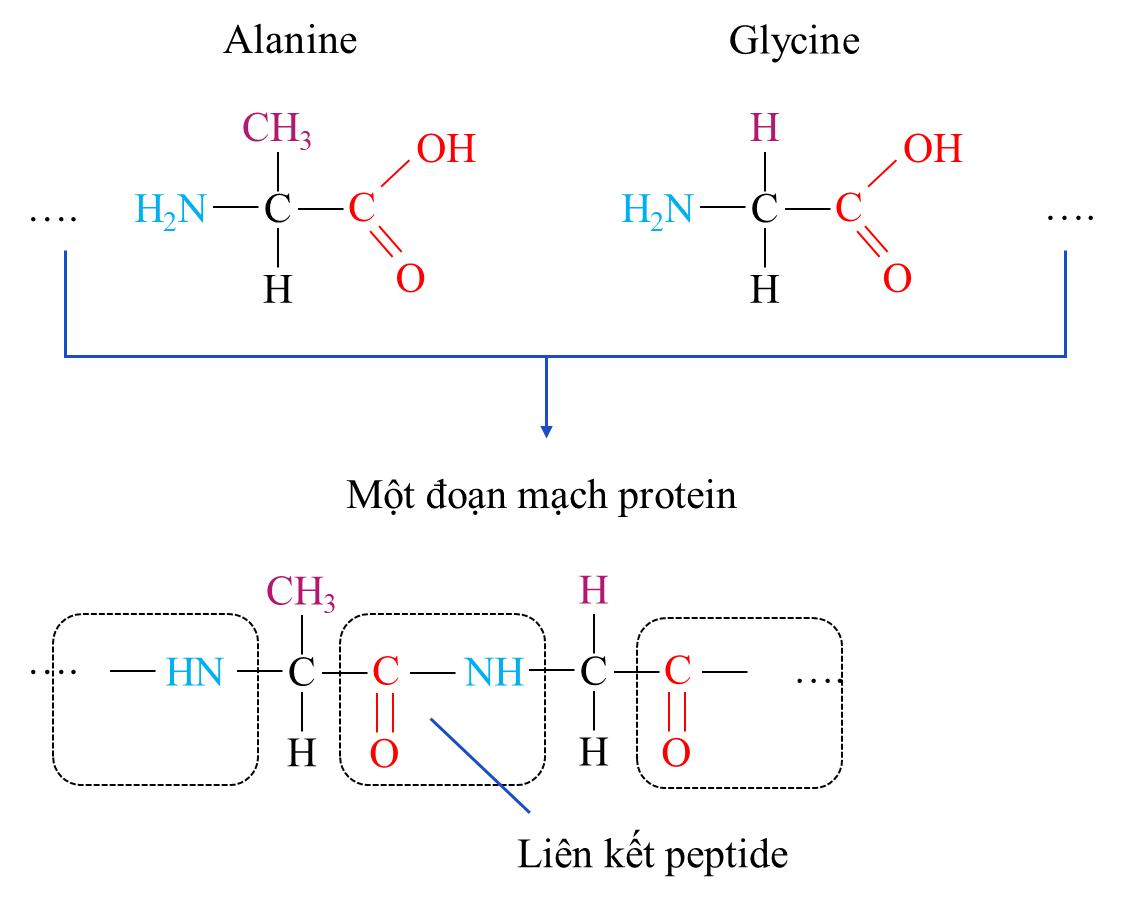 Alanine Glycine
CH₃ H
OH OH
.... H₂N C C H₂N C C ....
H O H O
Một đoạn mạch protein
CH₃ H
.... HN C C NH C C ....
H O H O
Liên kết peptide